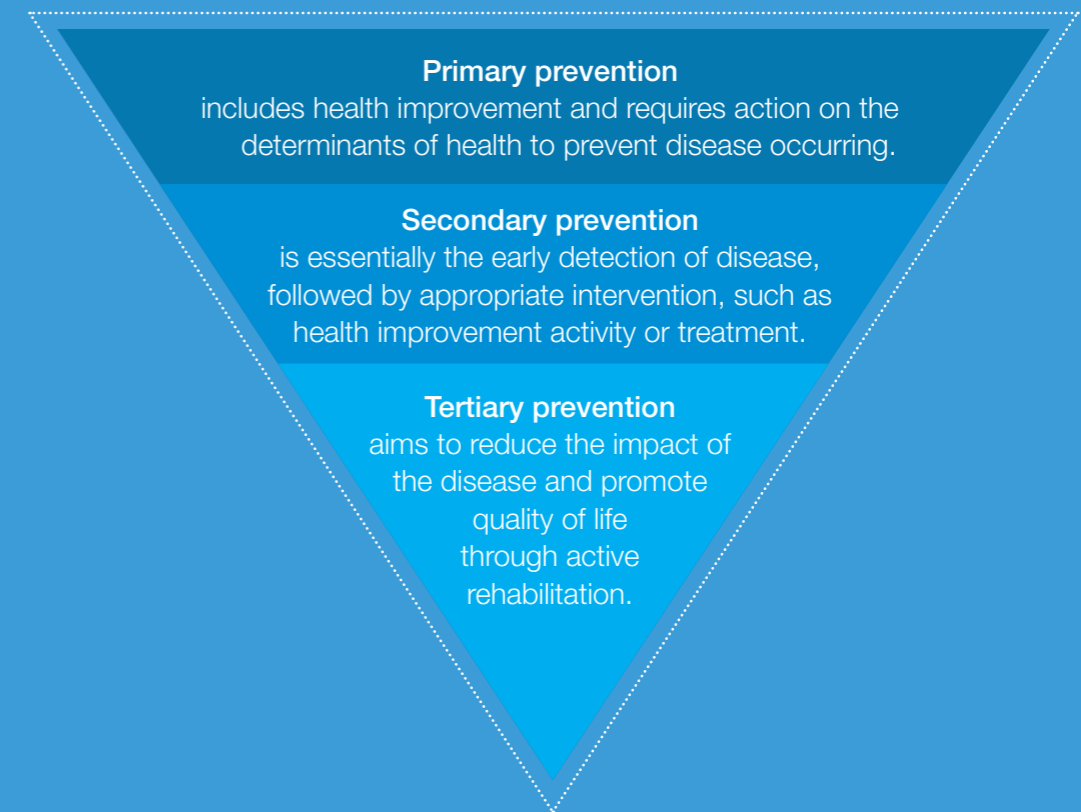 Primary prevention
includes health improvement and requires action on the
determinants of health to prevent disease occurring.
Secondary prevention
is essentially the early detection of disease,
followed by appropriate intervention, such as
health improvement activity or treatment.
Tertiary prevention
aims to reduce the impact of
the disease and promote
quality of life
through active
rehabilitation.